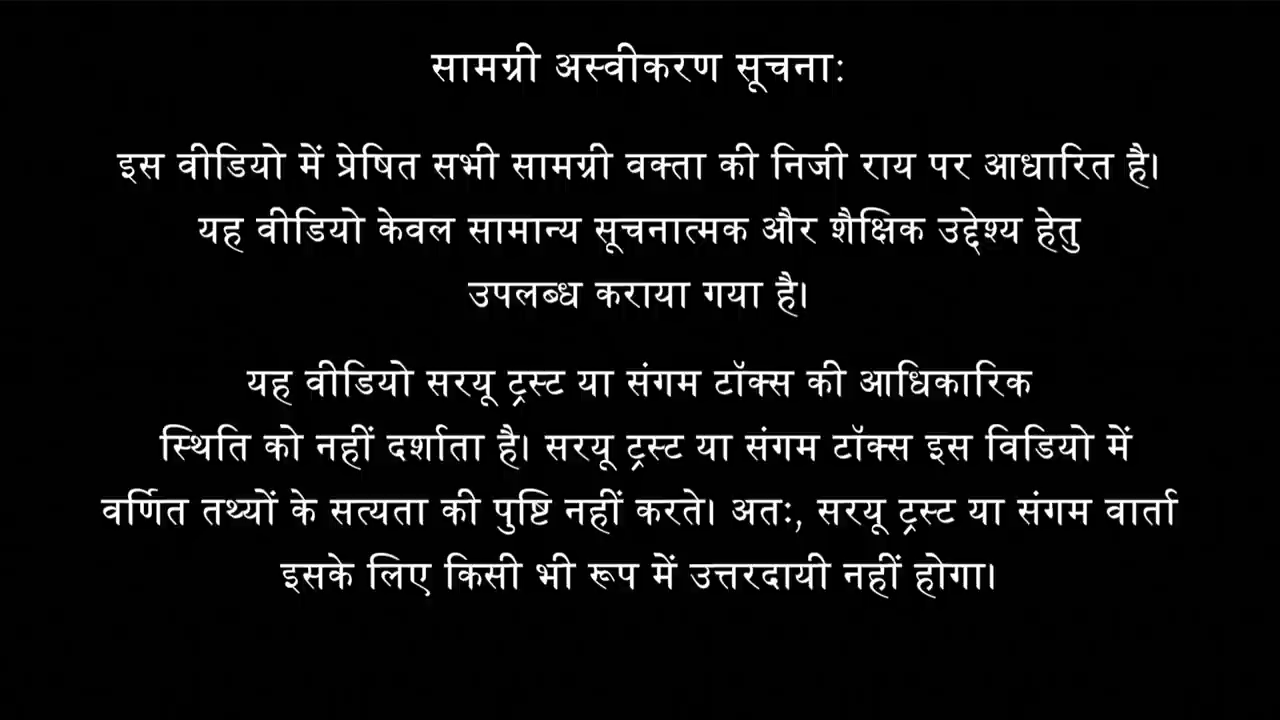 सामग्री अस्वीकरण सूचना:
इस वीडियो में प्रेषित सभी सामग्री वक्ता की निजी राय पर आधारित है।
यह वीडियो केवल सामान्य सूचनात्मक और शैक्षिक उद्देश्य हेतु
उपलब्ध कराया गया है।
यह वीडियो सरयू ट्रस्ट या संगम टॉक्स की आधिकारिक
स्थिति को नहीं दर्शाता है। सरयू ट्रस्ट या संगम टॉक्स इस विडियो में
वर्णित तथ्यों के सत्यता की पुष्टि नहीं करते। अतः, सरयू ट्रस्ट या संगम वार्ता
इसके लिए किसी भी रूप में उत्तरदायी नहीं होगा।